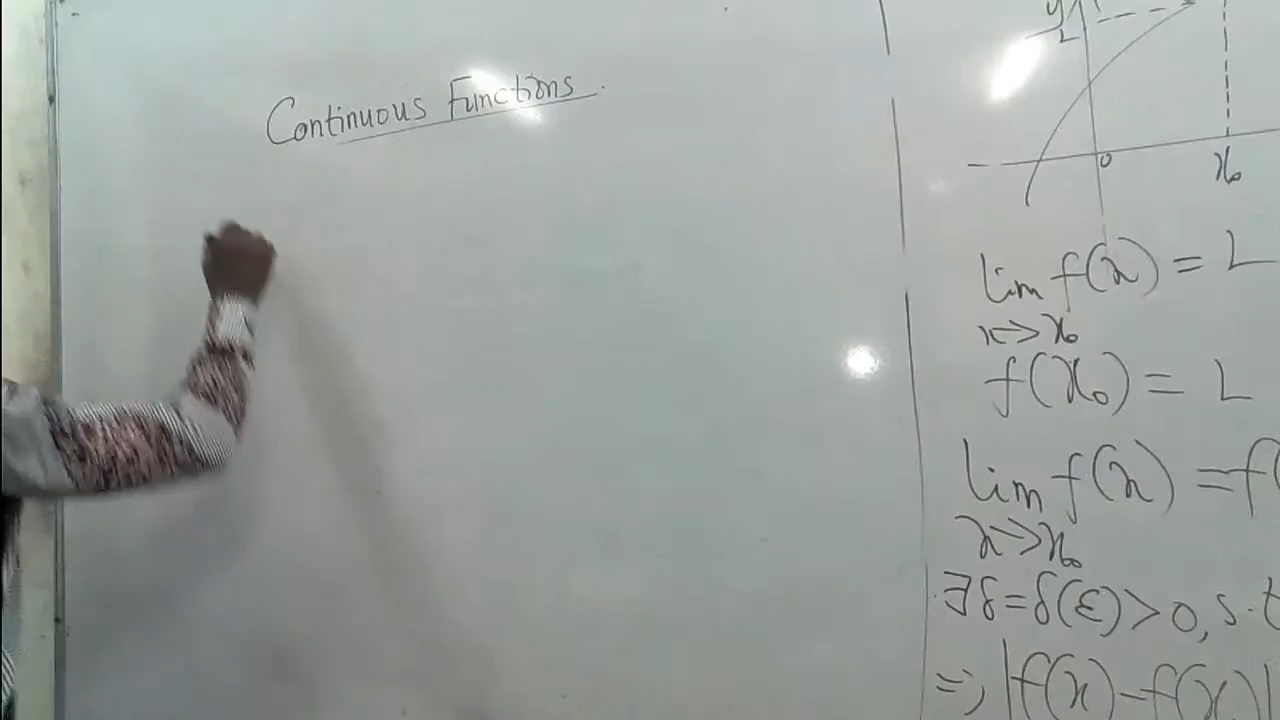 Continuous Functions.
y
L
0
x₀
lim f(x) = L
x→x₀
f(x₀) = L
lim f(x) = f(
x→x₀
∃ δ = δ(ε) > 0, s.t
⇒, |f(x) - f(x₀)|